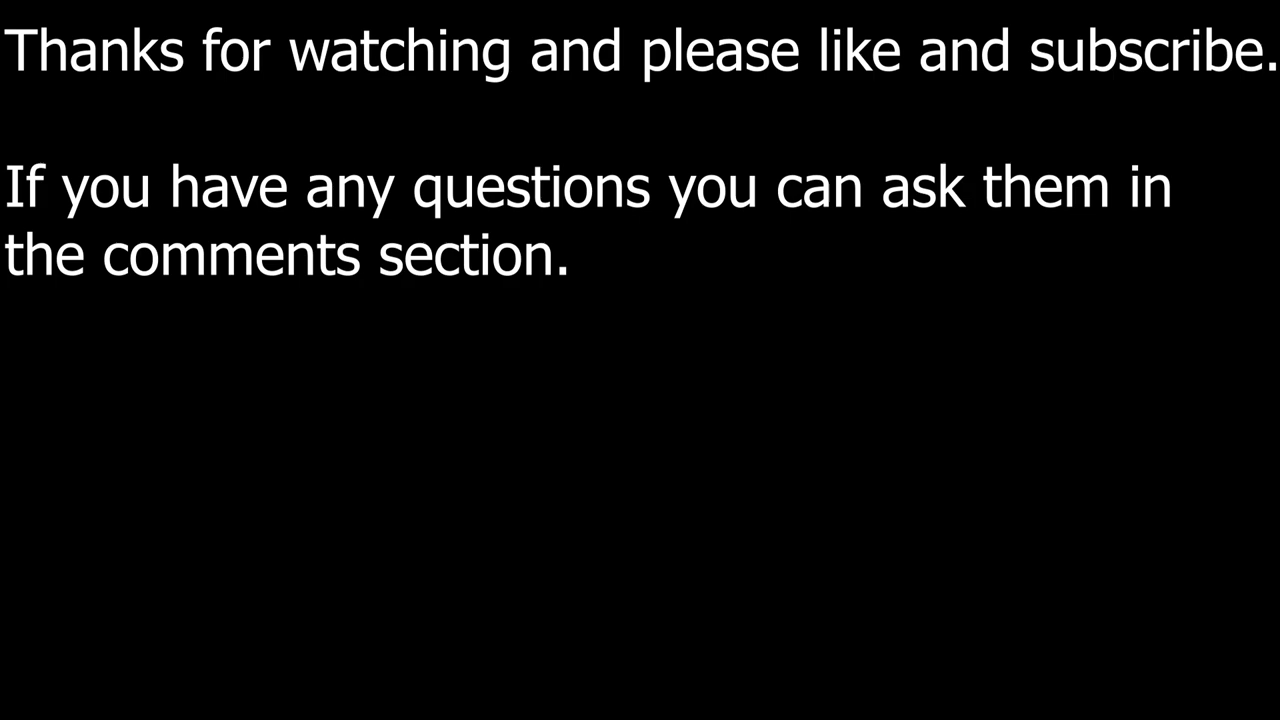 Thanks for watching and please like and subscribe.
If you have any questions you can ask them in
the comments section.